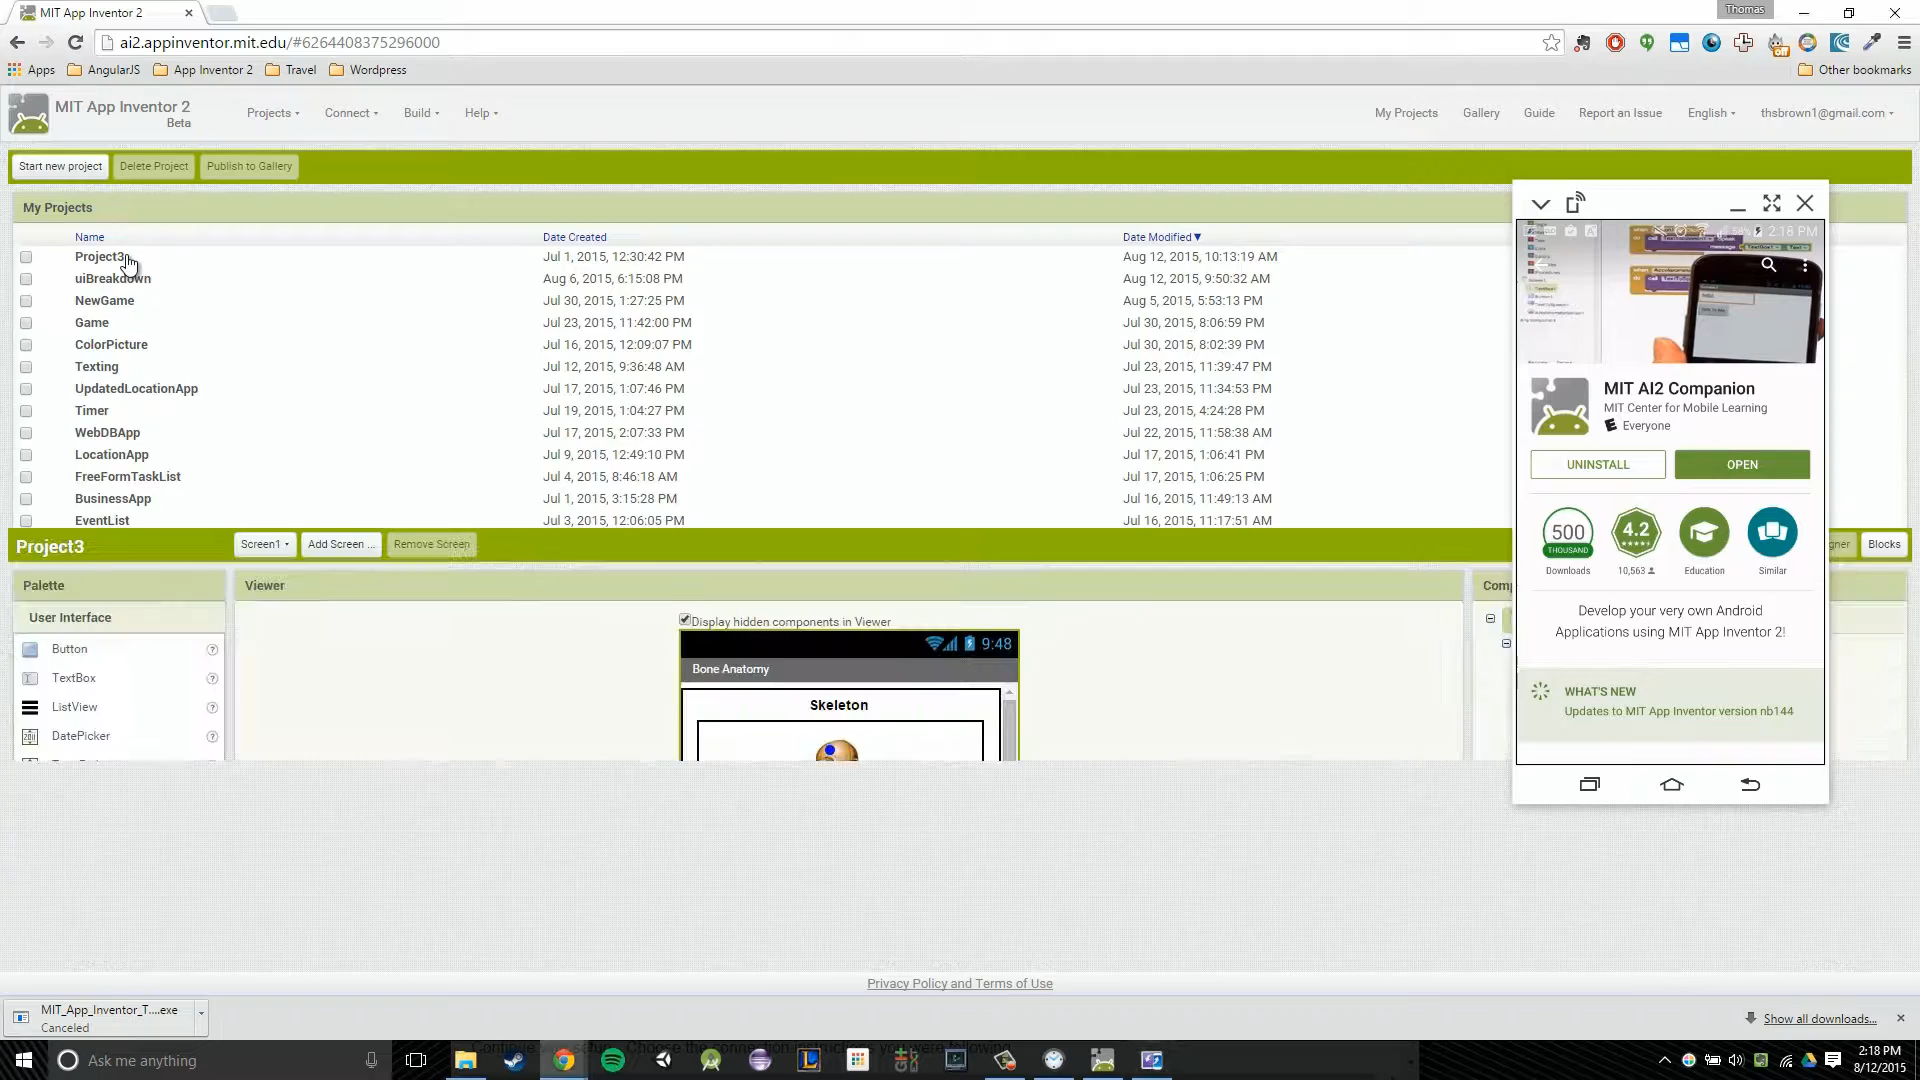 MIT App Inventor 2
Thomas
ai2.appinventor.mit.edu/#6264408375296000
Apps AngularJS App Inventor 2 Travel Wordpress Other bookmarks
MIT App Inventor 2
Beta
Projects Connect Build Help My Projects Gallery Guide Report an Issue English thsbrown1@gmail.com
Start new project Delete Project Publish to Gallery
My Projects
Name Date Created Date Modified
Project3 Jul 1, 2015, 12:30:42 PM Aug 12, 2015, 10:13:19 AM
uiBreakdown Aug 6, 2015, 6:15:08 PM Aug 12, 2015, 9:50:32 AM
NewGame Jul 30, 2015, 1:27:25 PM Aug 5, 2015, 5:53:13 PM
Game Jul 23, 2015, 11:42:00 PM Jul 30, 2015, 8:06:59 PM
ColorPicture Jul 16, 2015, 12:09:07 PM Jul 30, 2015, 8:02:39 PM
Texting Jul 12, 2015, 9:36:48 AM Jul 23, 2015, 11:39:47 PM
UpdatedLocationApp Jul 17, 2015, 1:07:46 PM Jul 23, 2015, 11:34:53 PM
Timer Jul 19, 2015, 1:04:27 PM Jul 23, 2015, 4:24:28 PM
WebDBApp Jul 17, 2015, 2:07:33 PM Jul 22, 2015, 11:58:38 AM
LocationApp Jul 9, 2015, 12:49:10 PM Jul 17, 2015, 1:06:41 PM
FreeFormTaskList Jul 4, 2015, 8:46:18 AM Jul 17, 2015, 1:06:25 PM
BusinessApp Jul 1, 2015, 3:15:28 PM Jul 16, 2015, 11:49:13 AM
EventList Jul 3, 2015, 12:06:05 PM Jul 16, 2015, 11:17:51 AM
Project3 Screen1 Add Screen ... Remove Screen Blocks
Palette Viewer
User Interface
Button
TextBox
ListView
DatePicker
Display hidden components in Viewer
9:48
Bone Anatomy
Skeleton
58% 2:18 PM
MIT AI2 Companion
MIT Center for Mobile Learning
E Everyone
UNINSTALL OPEN
500 4.2
THOUSAND
Downloads 10,563 Education Similar
Develop your very own Android
Applications using MIT App Inventor 2!
WHAT'S NEW
Updates to MIT App Inventor version nb144
Privacy Policy and Terms of Use
MIT_App_Inventor_T....exe
Canceled
Show all downloads...
Ask me anything
2:18 PM
8/12/2015